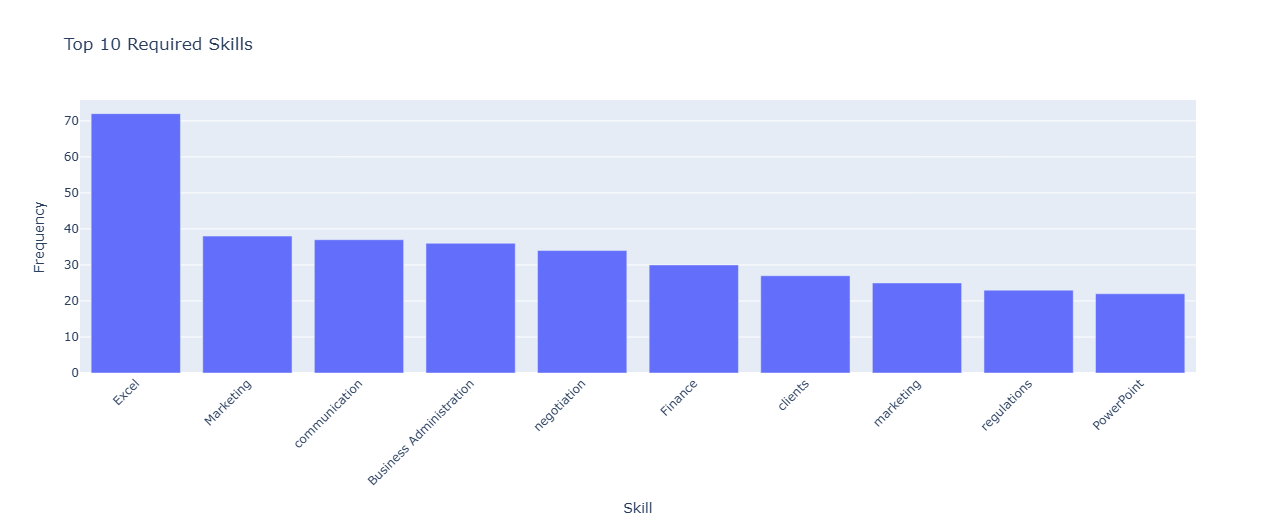 Top 10 Required Skills
Frequency
70
60
50
40
30
20
10
0
Excel
Marketing
communication
Business Administration
negotiation
Finance
clients
marketing
regulations
PowerPoint
Skill